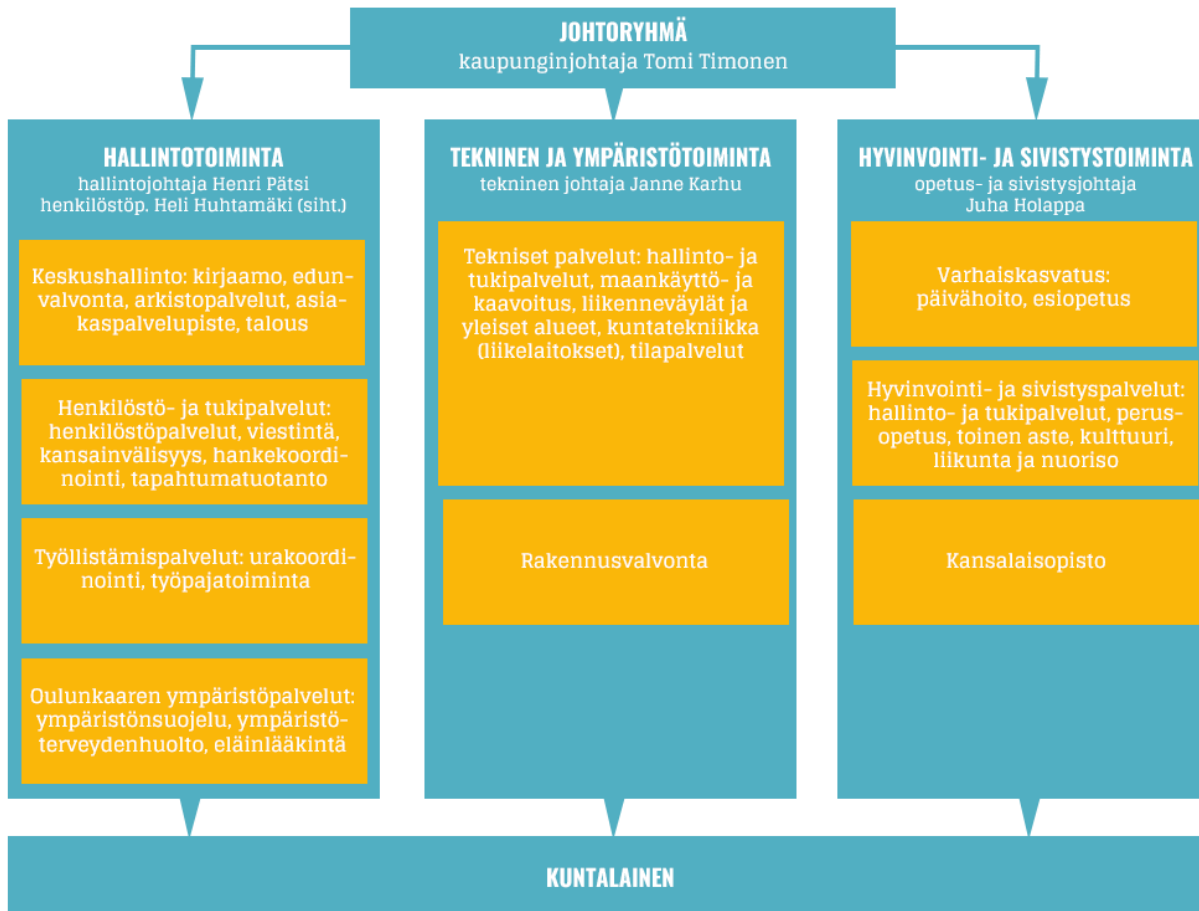 JOHTORYHMÄ
kaupunginjohtaja Tomi Timonen
HALLINTOTOIMINTA
hallintojohtaja Henri Pätsi
henkilöstöp. Heli Huhtamäki (siht.)
Keskushallinto: kirjaamo, edun-
valvonta, arkistopalvelut, asia-
kaspalvelupiste, talous
Henkilöstö- ja tukipalvelut:
henkilöstöpalvelut, viestintä,
kansainvälisyys, hankekoordi-
nointi, tapahtumatuotanto
Työllistämispalvelut: urakoordi-
nointi, työpajatoiminta
Oulunkaaren ympäristöpalvelut:
ympäristönsuojelu, ympäristö-
terveydenhuolto, eläinlääkintä
TEKNINEN JA YMPÄRISTÖTOIMINTA
tekninen johtaja Janne Karhu
Tekniset palvelut: hallinto- ja
tukipalvelut, maankäyttö- ja
kaavoitus, liikenneväylät ja
yleiset alueet, kuntatekniikka
(liikelaitokset), tilapalvelut
Rakennusvalvonta
HYVINVOINTI- JA SIVISTYSTOIMINTA
opetus- ja sivistysjohtaja
Juha Holappa
Varhaiskasvatus:
päivähoito, esiopetus
Hyvinvointi- ja sivistyspalvelut:
hallinto- ja tukipalvelut, perus-
opetus, toinen aste, kulttuuri,
liikunta ja nuoriso
Kansalaisopisto
KUNTALAINEN